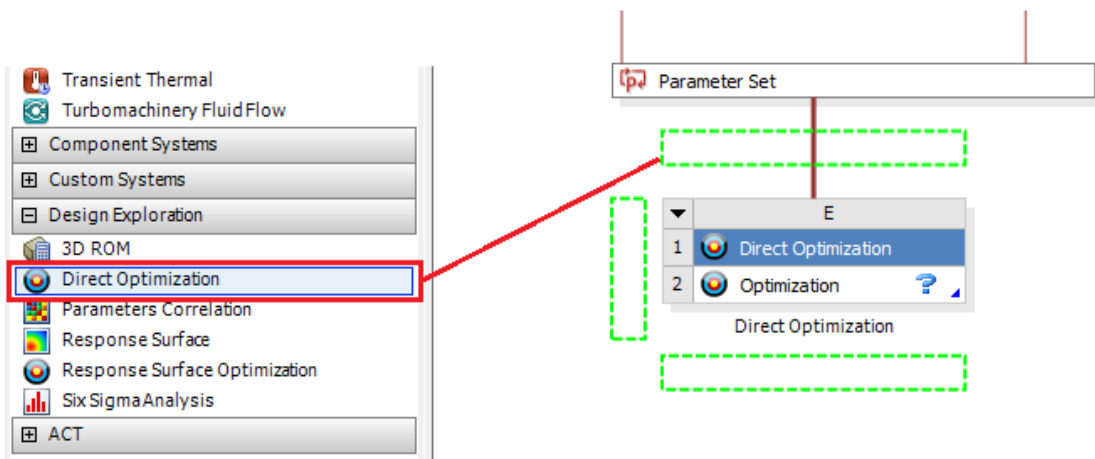 Transient Thermal
Turbomachinery Fluid Flow
Component Systems
Custom Systems
Design Exploration
3D ROM
Direct Optimization
Parameters Correlation
Response Surface
Response Surface Optimization
Six Sigma Analysis
ACT
Parameter Set
E
1 Direct Optimization
2 Optimization ?
Direct Optimization